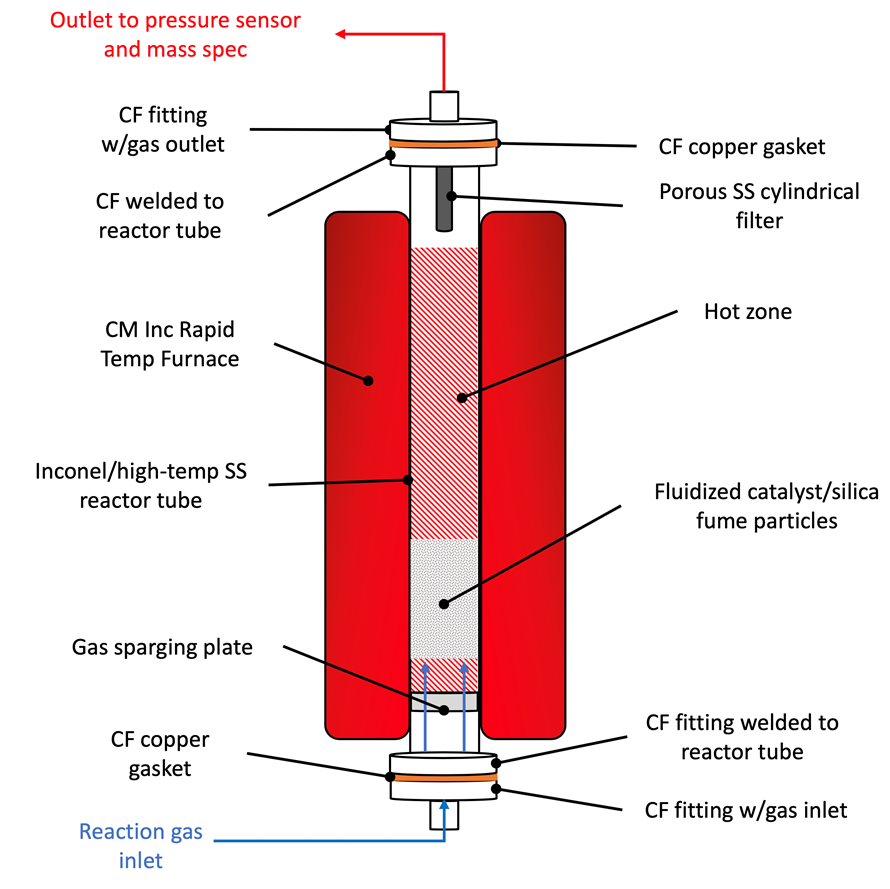 Outlet to pressure sensor
and mass spec
CF fitting
w/gas outlet
CF copper gasket
CF welded to
reactor tube
Porous SS cylindrical
filter
Hot zone
CM Inc Rapid
Temp Furnace
Inconel/high-temp SS
reactor tube
Fluidized catalyst/silica
fume particles
Gas sparging plate
CF fitting welded to
reactor tube
CF copper
gasket
CF fitting w/gas inlet
Reaction gas
inlet